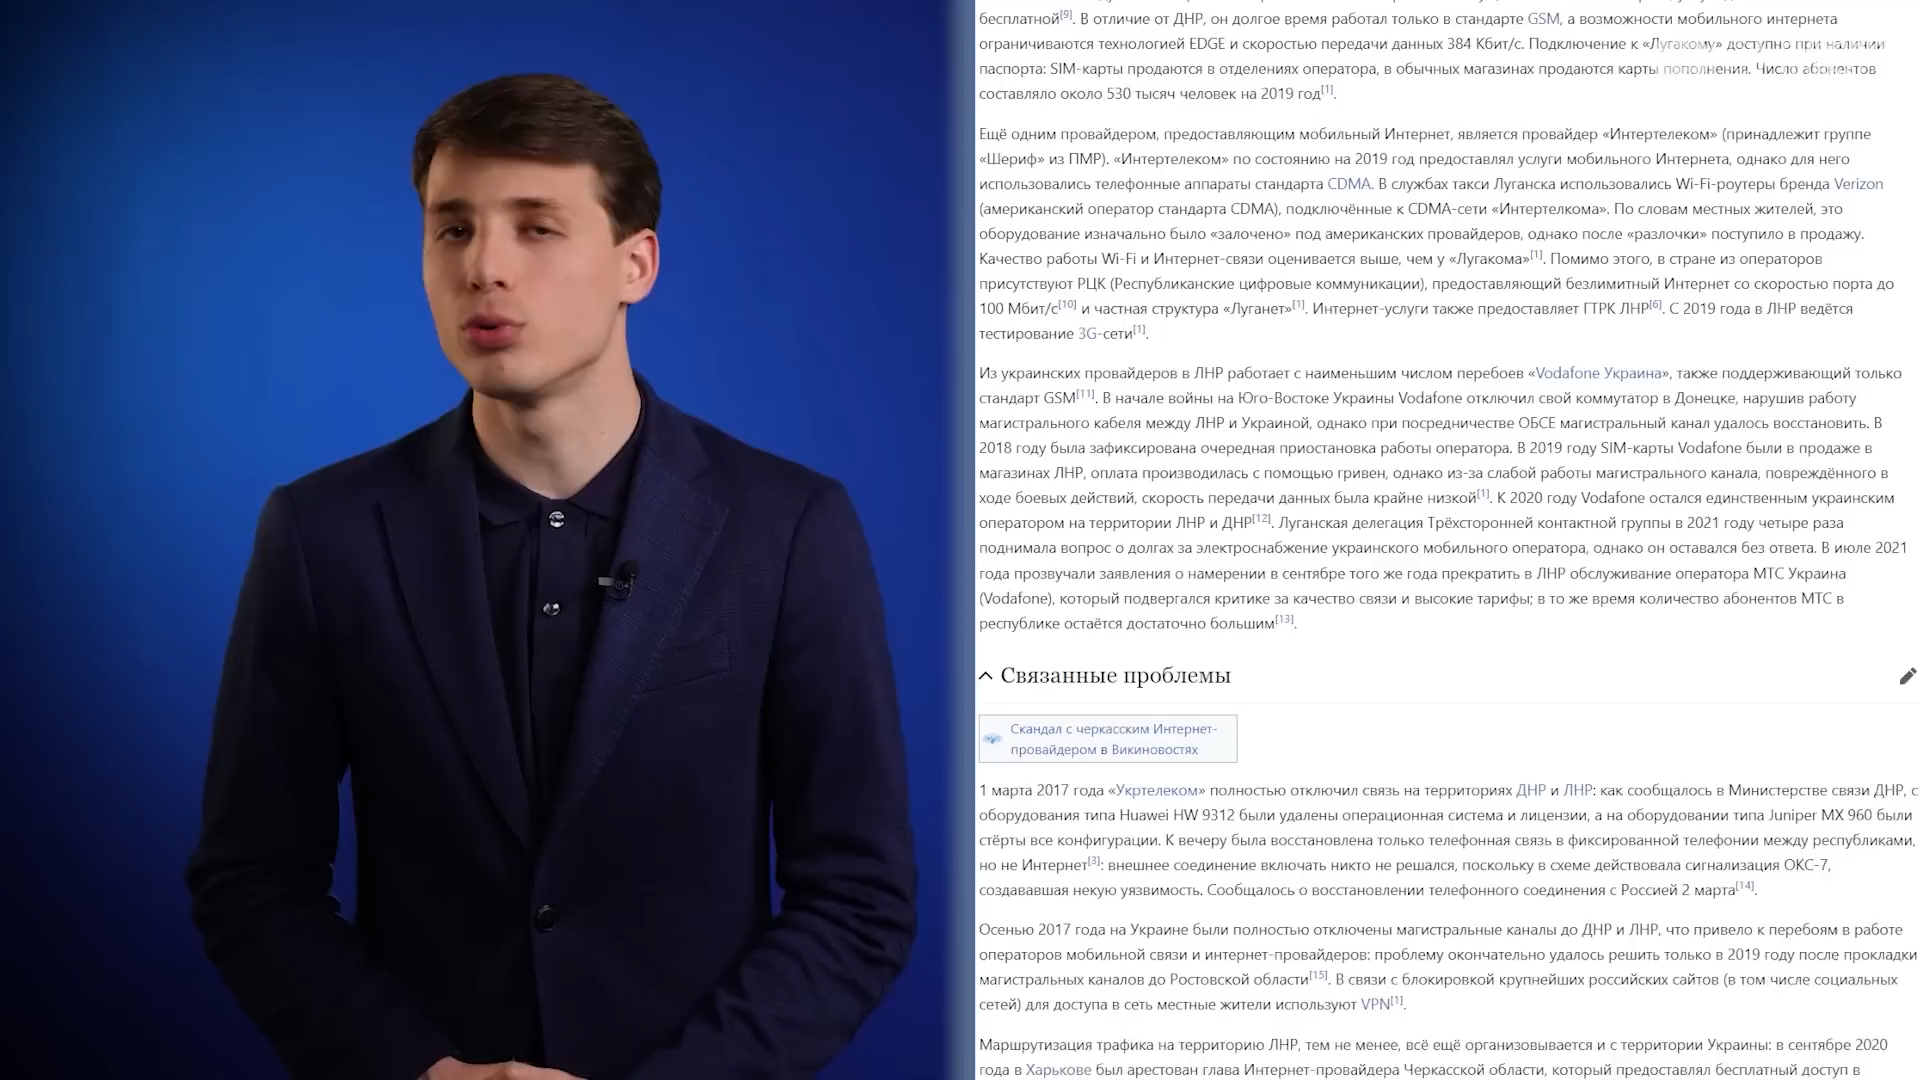 бесплатной[9]. В отличие от ДНР, он долгое время работал только в стандарте GSM, а возможности мобильного интернета
ограничиваются технологией EDGE и скоростью передачи данных 384 Кбит/с. Подключение к «Лугакому» доступно при наличии
паспорта: SIM-карты продаются в отделениях оператора, в обычных магазинах продаются карты пополнения. Число абонентов
составляло около 530 тысяч человек на 2019 год[1].
Ещё одним провайдером, предоставляющим мобильный Интернет, является провайдер «Интертелеком» (принадлежит группе
«Шериф» из ПМР). «Интертелеком» по состоянию на 2019 год предоставлял услуги мобильного Интернета, однако для него
использовались телефонные аппараты стандарта CDMA. В службах такси Луганска использовались Wi-Fi-роутеры бренда Verizon
(американский оператор стандарта CDMA), подключённые к CDMA-сети «Интертелкома». По словам местных жителей, это
оборудование изначально было «залочено» под американских провайдеров, однако после «разлочки» поступило в продажу.
Качество работы Wi-Fi и Интернет-связи оценивается выше, чем у «Лугакома»[1]. Помимо этого, в стране из операторов
присутствуют РЦК (Республиканские цифровые коммуникации), предоставляющий безлимитный Интернет со скоростью порта до
100 Мбит/с[10] и частная структура «Луганет»[1]. Интернет-услуги также предоставляет ГТРК ЛНР[6]. С 2019 года в ЛНР ведётся
тестирование 3G-сети[1].
Из украинских провайдеров в ЛНР работает с наименьшим числом перебоев «Vodafone Украина», также поддерживающий только
стандарт GSM[11]. В начале войны на Юго-Востоке Украины Vodafone отключил свой коммутатор в Донецке, нарушив работу
магистрального кабеля между ЛНР и Украиной, однако при посредничестве ОБСЕ магистральный канал удалось восстановить. В
2018 году была зафиксирована очередная приостановка работы оператора. В 2019 году SIM-карты Vodafone были в продаже в
магазинах ЛНР, оплата производилась с помощью гривен, однако из-за слабой работы магистрального канала, повреждённого в
ходе боевых действий, скорость передачи данных была крайне низкой[1]. К 2020 году Vodafone остался единственным украинским
оператором на территории ЛНР и ДНР[12]. Луганская делегация Трёхсторонней контактной группы в 2021 году четыре раза
поднимала вопрос о долгах за электроснабжение украинского мобильного оператора, однако он оставался без ответа. В июле 2021
года прозвучали заявления о намерении в сентябре того же года прекратить в ЛНР обслуживание оператора МТС Украина
(Vodafone), который подвергался критике за качество связи и высокие тарифы; в то же время количество абонентов МТС в
республике остаётся достаточно большим[13].
Связанные проблемы
Скандал с черкасским Интернет-
провайдером в Викиновостях
1 марта 2017 года «Укртелеком» полностью отключил связь на территориях ДНР и ЛНР: как сообщалось в Министерстве связи ДНР, с
оборудования типа Huawei HW 9312 были удалены операционная система и лицензии, а на оборудовании типа Juniper MX 960 были
стёрты все конфигурации. К вечеру была восстановлена только телефонная связь в фиксированной телефонии между республиками,
но не Интернет[3]: внешнее соединение включать никто не решался, поскольку в схеме действовала сигнализация ОКС-7,
создававшая некую уязвимость. Сообщалось о восстановлении телефонного соединения с Россией 2 марта[14].
Осенью 2017 года на Украине были полностью отключены магистральные каналы до ДНР и ЛНР, что привело к перебоям в работе
операторов мобильной связи и интернет-провайдеров: проблему окончательно удалось решить только в 2019 году после прокладки
магистральных каналов до Ростовской области[15]. В связи с блокировкой крупнейших российских сайтов (в том числе социальных
сетей) для доступа в сеть местные жители используют VPN[1].
Маршрутизация трафика на территорию ЛНР, тем не менее, всё ещё организовывается и с территории Украины: в сентябре 2020
года в Харькове был арестован глава Интернет-провайдера Черкасской области, который предоставлял бесплатный доступ в